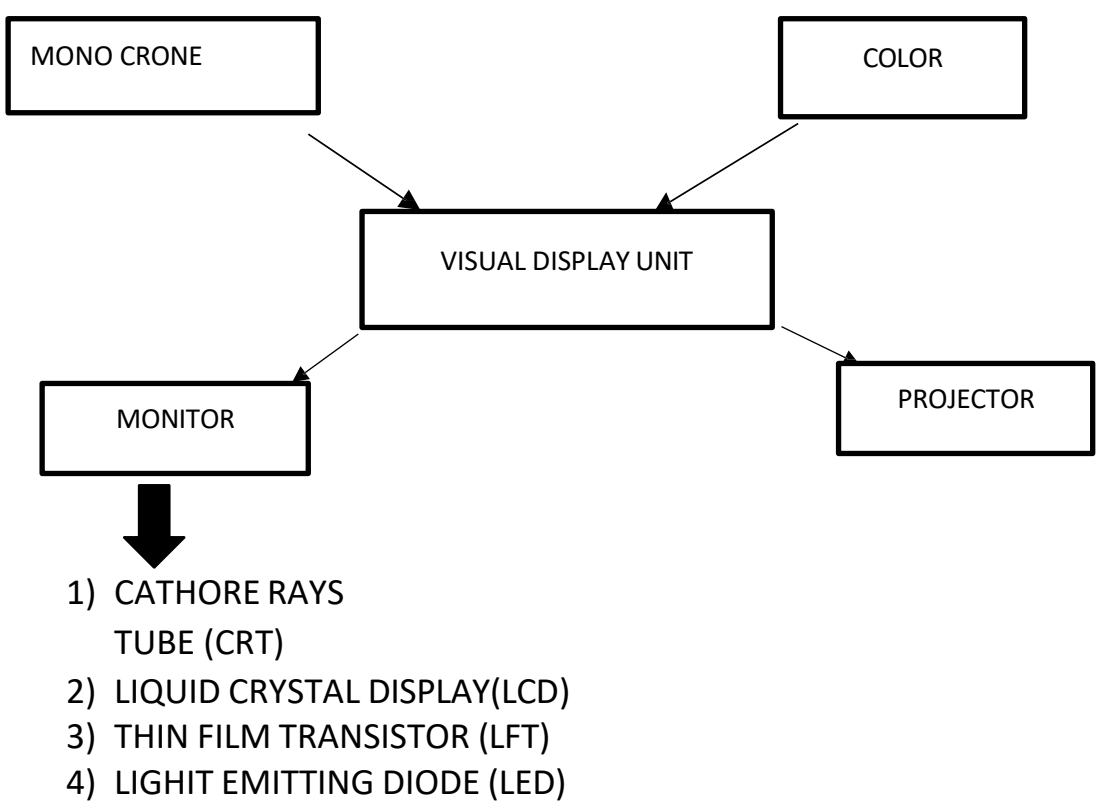 MONO CRONE
COLOR
VISUAL DISPLAY UNIT
MONITOR
PROJECTOR
1) CATHORE RAYS
TUBE (CRT)
2) LIQUID CRYSTAL DISPLAY(LCD)
3) THIN FILM TRANSISTOR (LFT)
4) LIGHIT EMITTING DIODE (LED)